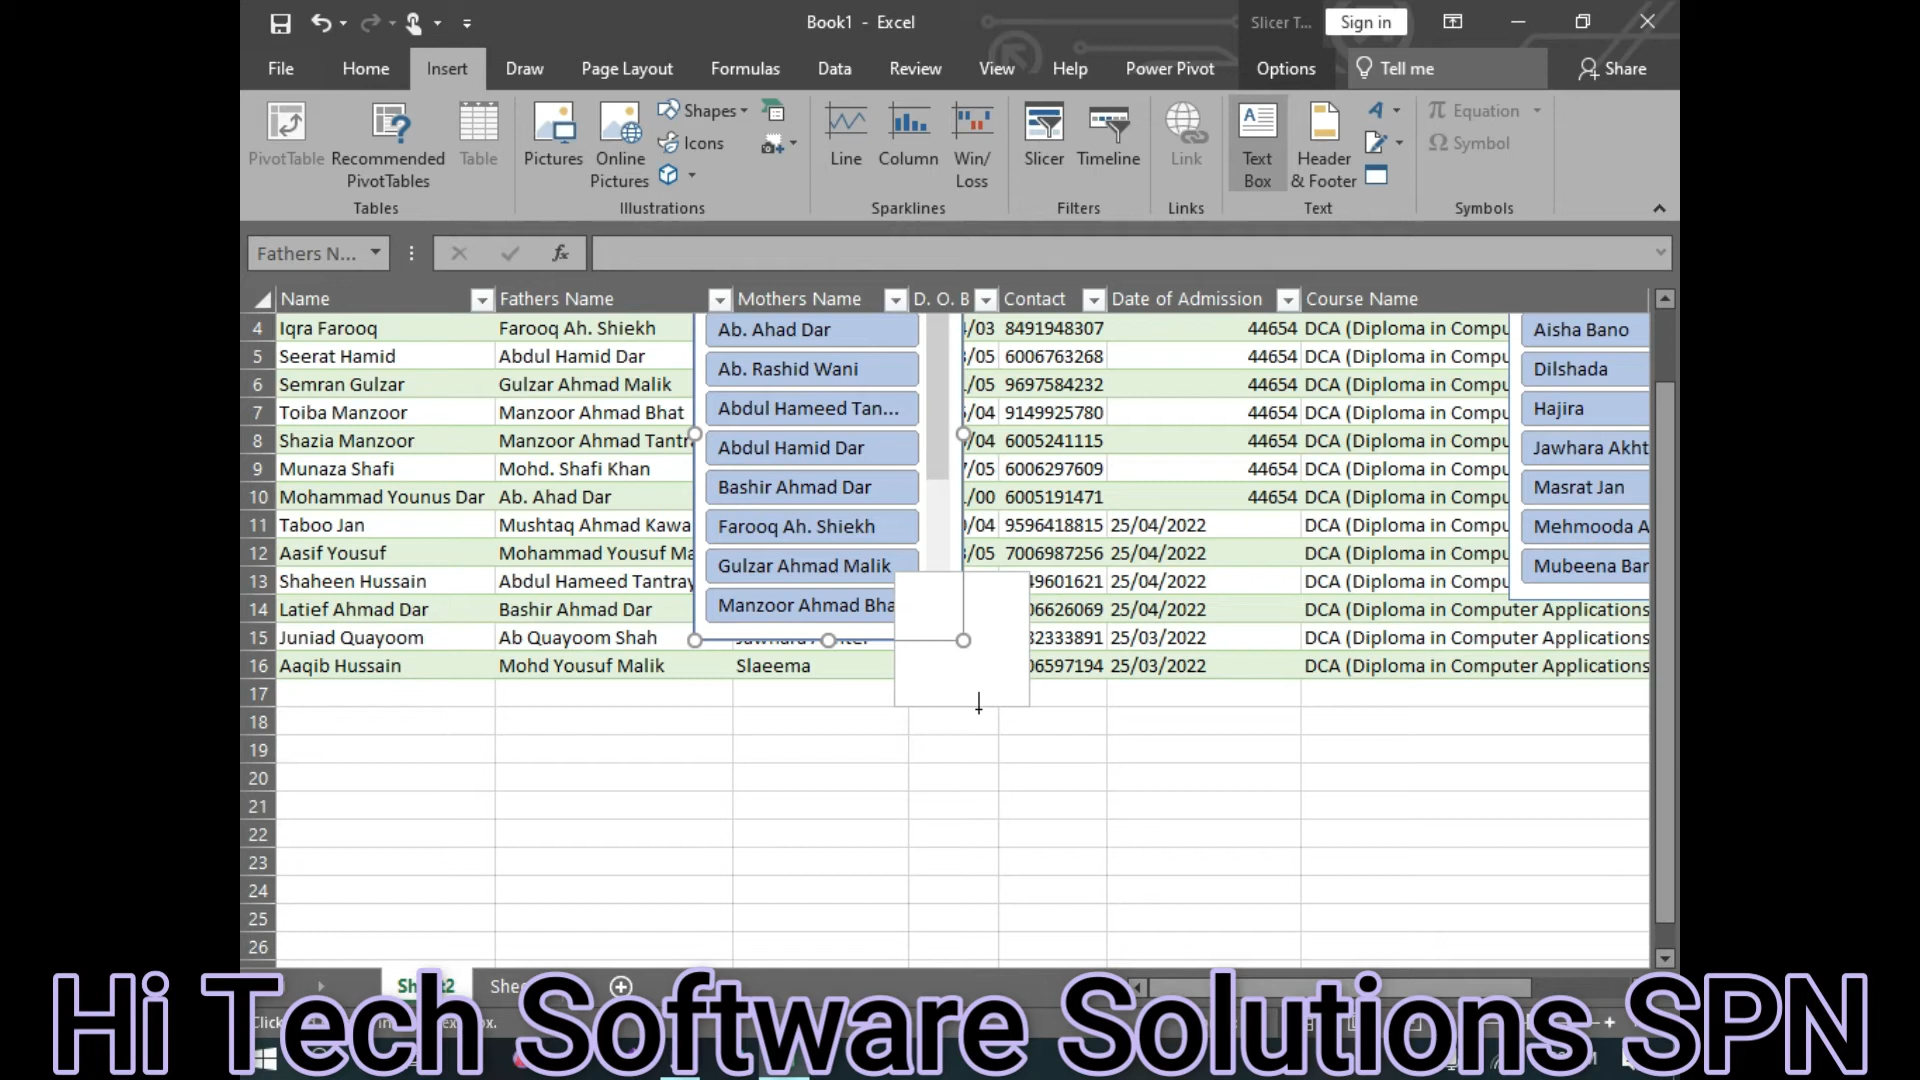 Book1 - Excel
Slicer T...
Sign in
File Home Insert Draw Page Layout Formulas Data Review View Help Power Pivot Options Tell me Share
PivotTable
Recommended PivotTables
Table
Pictures
Online Pictures
Shapes
Icons
Line
Column
Win/ Loss
Slicer
Timeline
Link
Text Box
Header & Footer
Equation
Symbol
Tables Illustrations Sparklines Filters Links Text Symbols
Fathers N...
fx
Name Fathers Name Mothers Name D. O. B Contact Date of Admission Course Name
4 Iqra Farooq Farooq Ah. Shiekh Ab. Ahad Dar /03 8491948307 44654 DCA (Diploma in Compu Aisha Bano
5 Seerat Hamid Abdul Hamid Dar Ab. Rashid Wani /05 6006763268 44654 DCA (Diploma in Compu Dilshada
6 Semran Gulzar Gulzar Ahmad Malik /05 9697584232 44654 DCA (Diploma in Compu
7 Toiba Manzoor Manzoor Ahmad Bhat Abdul Hameed Tan... /04 9149925780 44654 DCA (Diploma in Compu Hajira
8 Shazia Manzoor Manzoor Ahmad Tantr Abdul Hamid Dar /04 6005241115 44654 DCA (Diploma in Compu Jawhara Akht
9 Munaza Shafi Mohd. Shafi Khan Bashir Ahmad Dar /05 6006297609 44654 DCA (Diploma in Compu Masrat Jan
10 Mohammad Younus Dar Ab. Ahad Dar /00 6005191471 44654 DCA (Diploma in Compu
11 Taboo Jan Mushtaq Ahmad Kawa Farooq Ah. Shiekh /04 9596418815 25/04/2022 DCA (Diploma in Compu Mehmooda A
12 Aasif Yousuf Mohammad Yousuf Ma Gulzar Ahmad Malik /05 7006987256 25/04/2022 DCA (Diploma in Compu Mubeena Bar
13 Shaheen Hussain Abdul Hameed Tantray 49601621 25/04/2022 DCA (Diploma in Compu
14 Latief Ahmad Dar Bashir Ahmad Dar Manzoor Ahmad Bha 06626069 25/04/2022 DCA (Diploma in Computer Applications
15 Juniad Quayoom Ab Quayoom Shah 32333891 25/03/2022 DCA (Diploma in Computer Applications
16 Aaqib Hussain Mohd Yousuf Malik Slaeema 06597194 25/03/2022 DCA (Diploma in Computer Applications
17
18
19
20
21
22
23
24
25
26
Hi Tech Software Solutions SPN